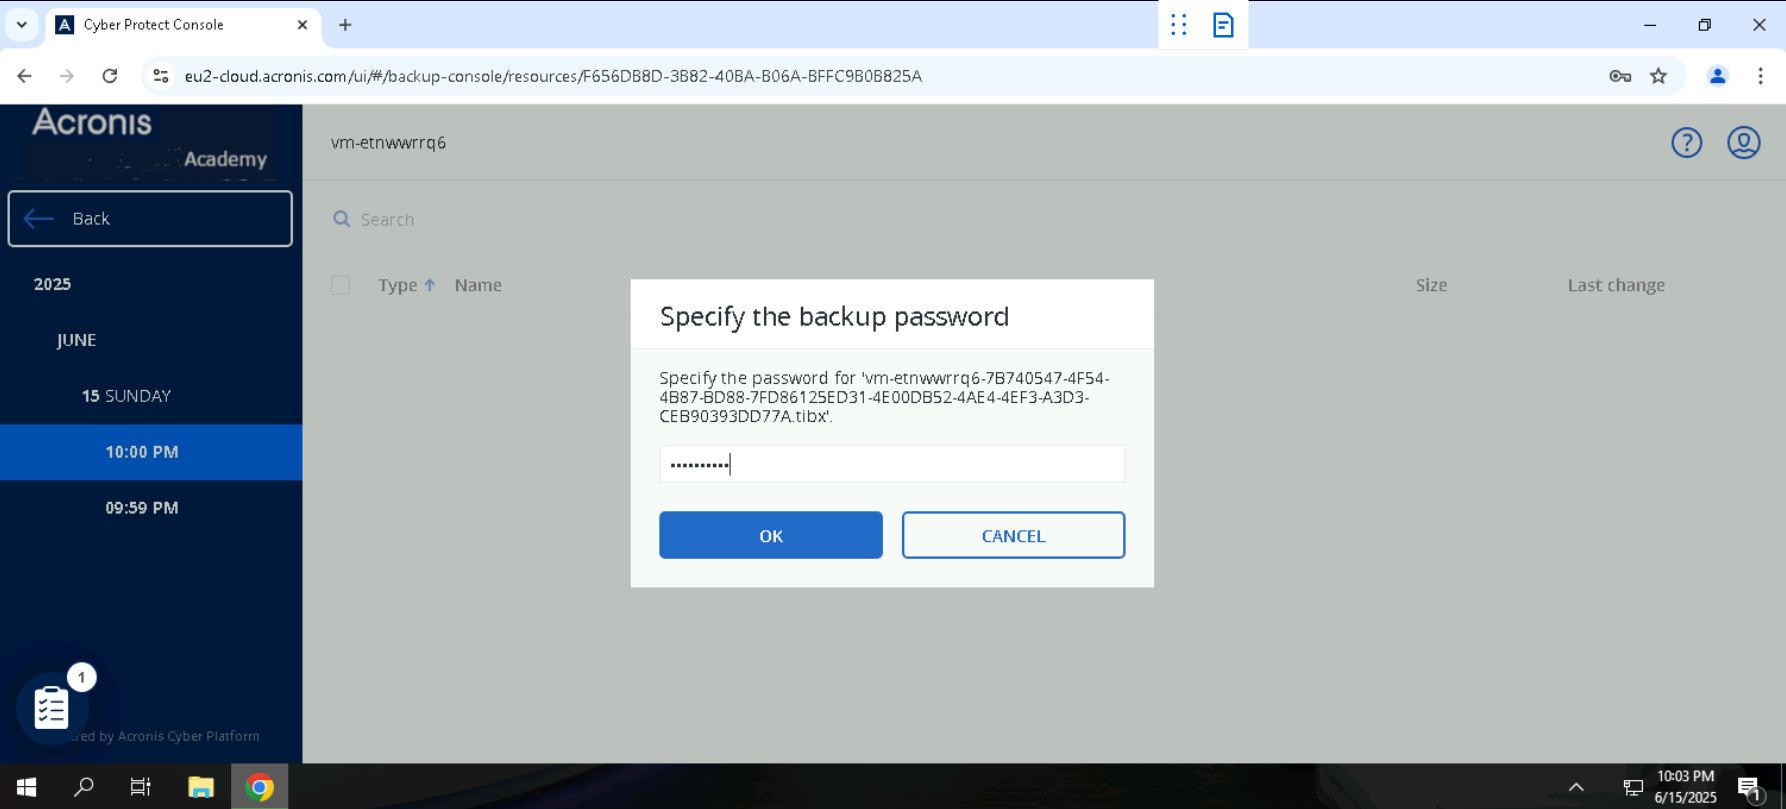 Cyber Protect Console
eu2-cloud.acronis.com/ui/#/backup-console/resources/F656DB8D-3B82-40BA-B06A-BFFC9B0B825A
Acronis
Academy
vm-etnwwrrq6
Back
Search
2025
Type Name Size Last change
JUNE
15 SUNDAY
10:00 PM
09:59 PM
Specify the backup password
Specify the password for 'vm-etnwwrrq6-7B740547-4F54-
4B87-BD88-7FD86125ED31-4E00DB52-4AE4-4EF3-A3D3-
CEB90393DD77A.tibx'.
••••••••••
OK CANCEL
1
ered by Acronis Cyber Platform
10:03 PM
6/15/2025
1